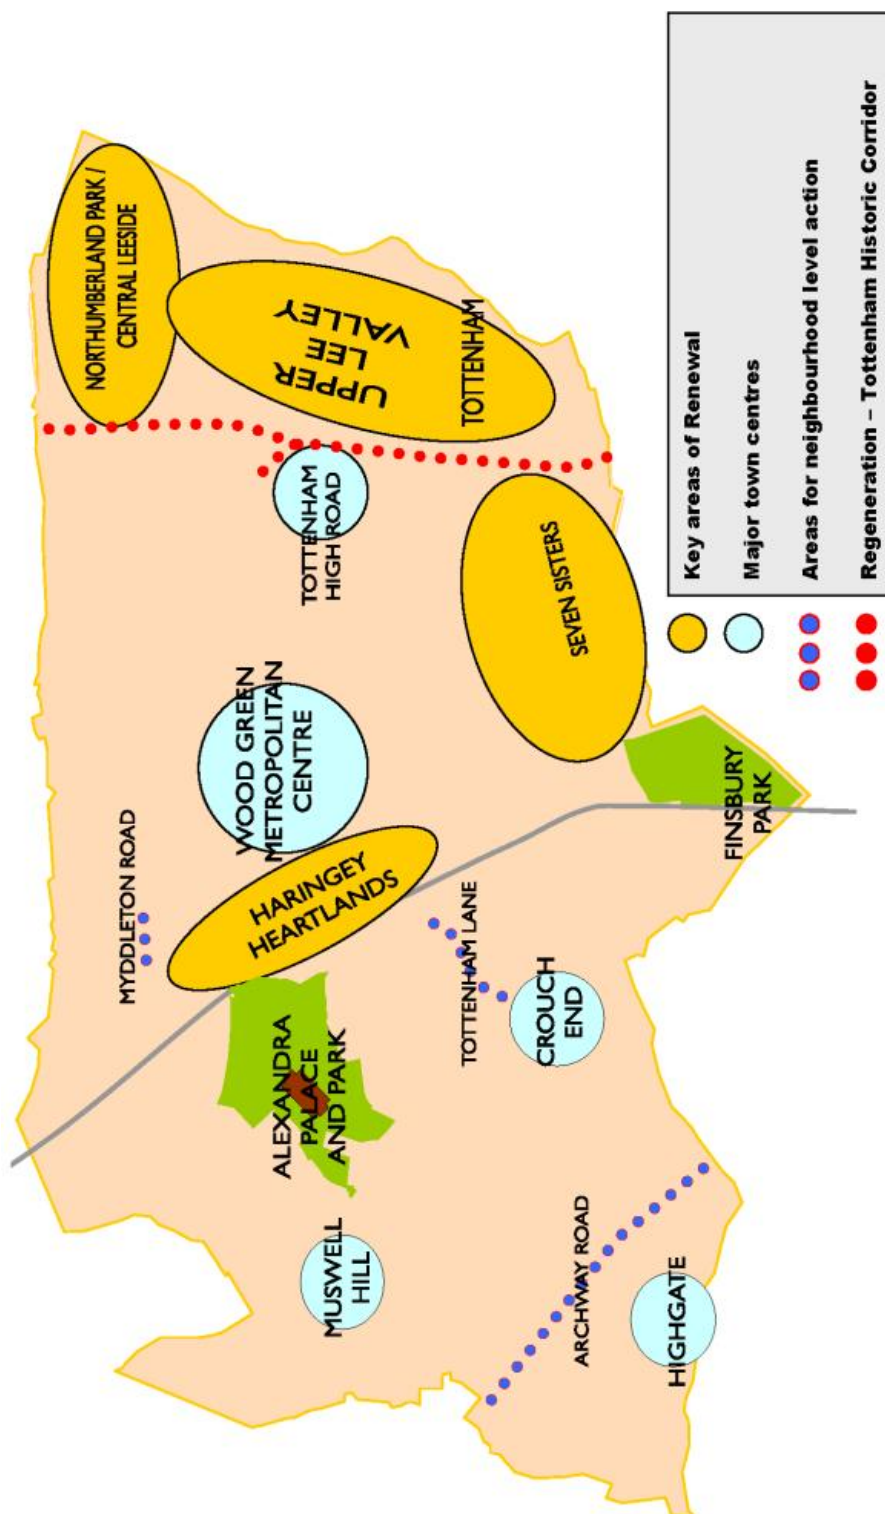 MUSWELL
HILL
ALEXANDRA
PALACE
AND PARK
MYDDLETON ROAD
HARINGEY
HEARTLANDS
WOOD GREEN
METROPOLITAN
CENTRE
TOTTENHAM
HIGH ROAD
NORTHUMBERLAND PARK /
CENTRAL LEESIDE
UPPER
LEE
VALLEY
TOTTENHAM
SEVEN SISTERS
TOTTENHAM LANE
CROUCH
END
ARCHWAY ROAD
HIGHGATE
FINSBURY
PARK
Key areas of Renewal
Major town centres
Areas for neighbourhood level action
Regeneration – Tottenham Historic Corridor